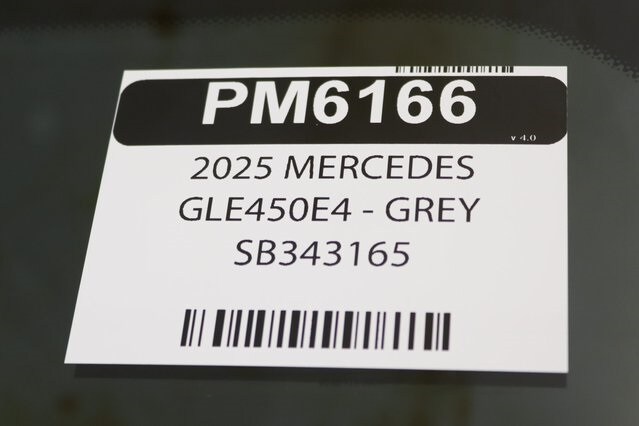 PM6166
v 4.0
2025 MERCEDES
GLE450E4 - GREY
SB343165